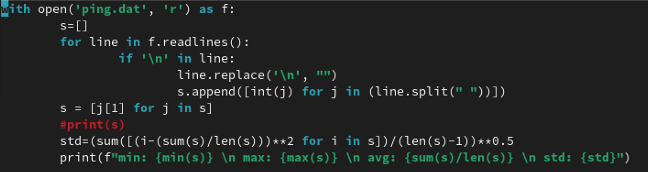 with open('ping.dat', 'r') as f:
        s=[]
        for line in f.readlines():
                if '\n' in line:
                        line.replace('\n', "")
                        s.append([int(j) for j in (line.split(" "))])
        s = [j[1] for j in s]
        #print(s)
        std=(sum([(i-(sum(s)/len(s)))**2 for i in s])/(len(s)-1))**0.5
        print(f"min: {min(s)} \n max: {max(s)} \n avg: {sum(s)/len(s)} \n std: {std}")